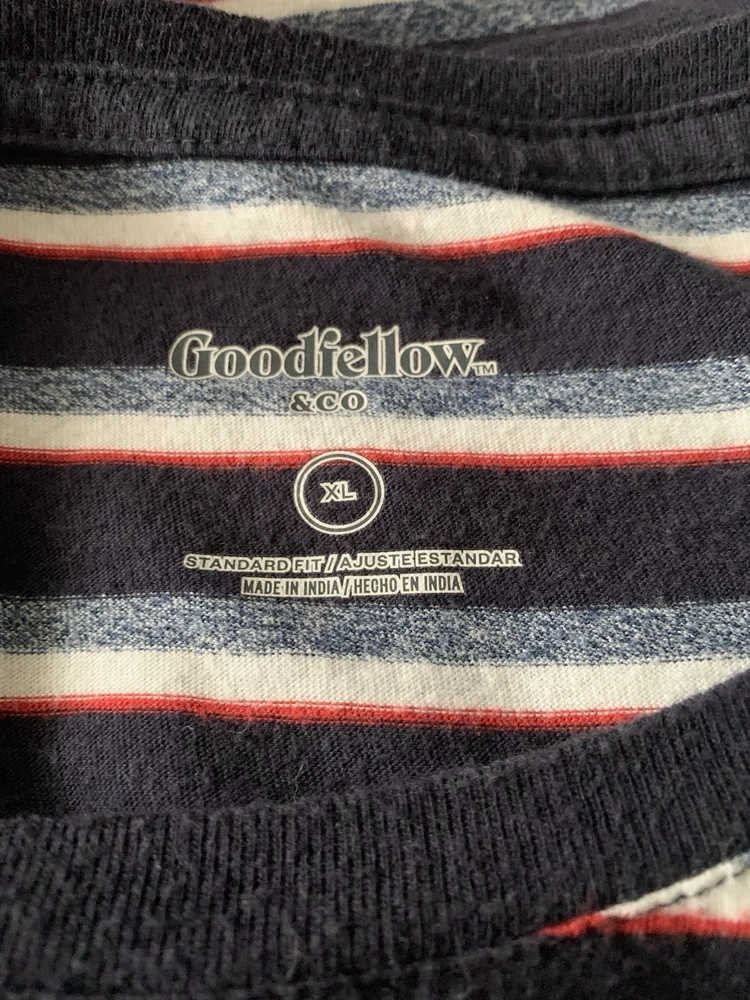 Goodfellow™
&CO
XL
STANDARD FIT / AJUSTE ESTANDAR
MADE IN INDIA / HECHO EN INDIA